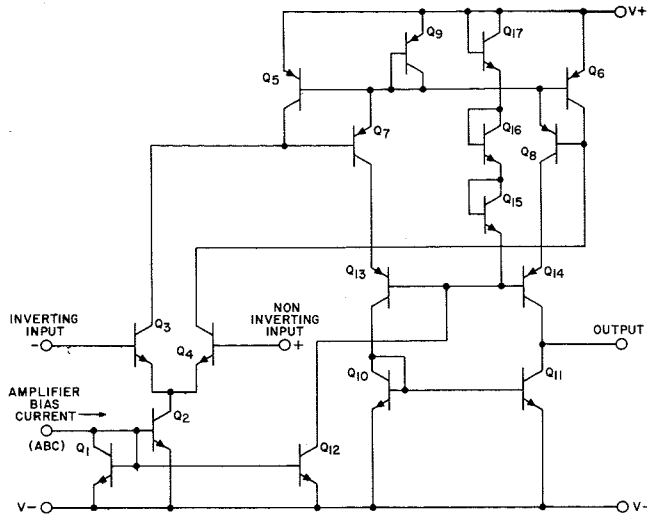 V+
Q9
Q17
Q5
Q6
Q7
Q16
Q8
Q15
Q13
Q14
INVERTING
INPUT
-
Q3
Q4
NON
INVERTING
INPUT
+
OUTPUT
Q10
Q11
AMPLIFIER
BIAS
CURRENT
(ABC)
Q2
Q1
Q12
V-
V-